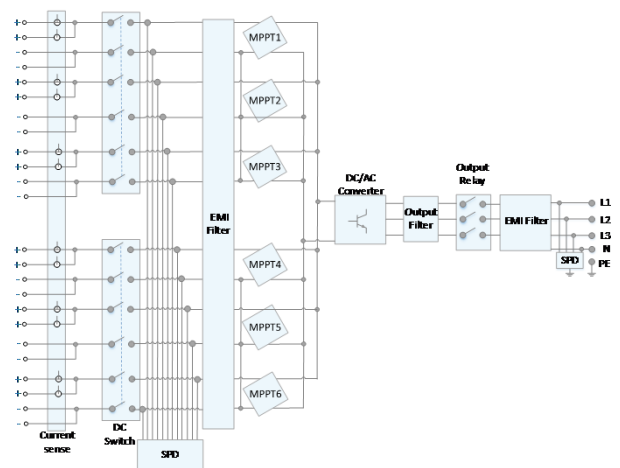 +
+
-
-
+
+
-
-
+
+
-
-
MPPT1
MPPT2
MPPT3
EMI
Filter
DC/AC
Converter
Output
Filter
Output
Relay
EMI Filter
L1
L2
L3
N
PE
SPD
+
+
-
-
+
+
-
-
+
+
-
-
MPPT4
MPPT5
MPPT6
Current
sense
DC
Switch
SPD